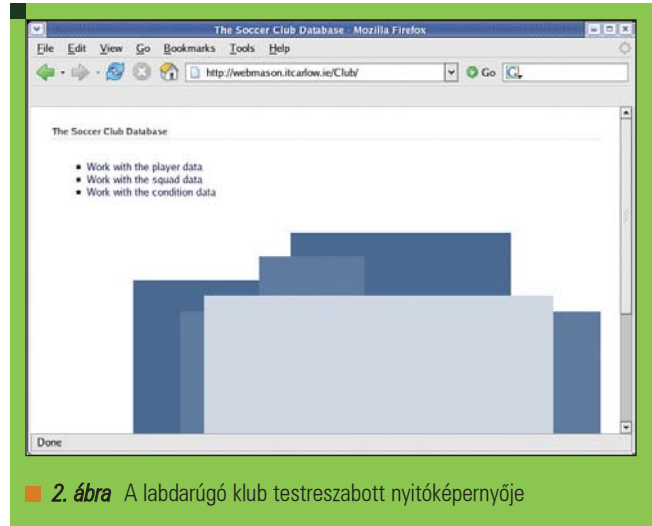 The Soccer Club Database - Mozilla Firefox
File Edit View Go Bookmarks Tools Help
http://webmason.itcarlow.ie/Club/ Go G
The Soccer Club Database
Work with the player data
Work with the squad data
Work with the condition data
Done
2. ábra A labdarúgó klub testreszabott nyitóképernyője